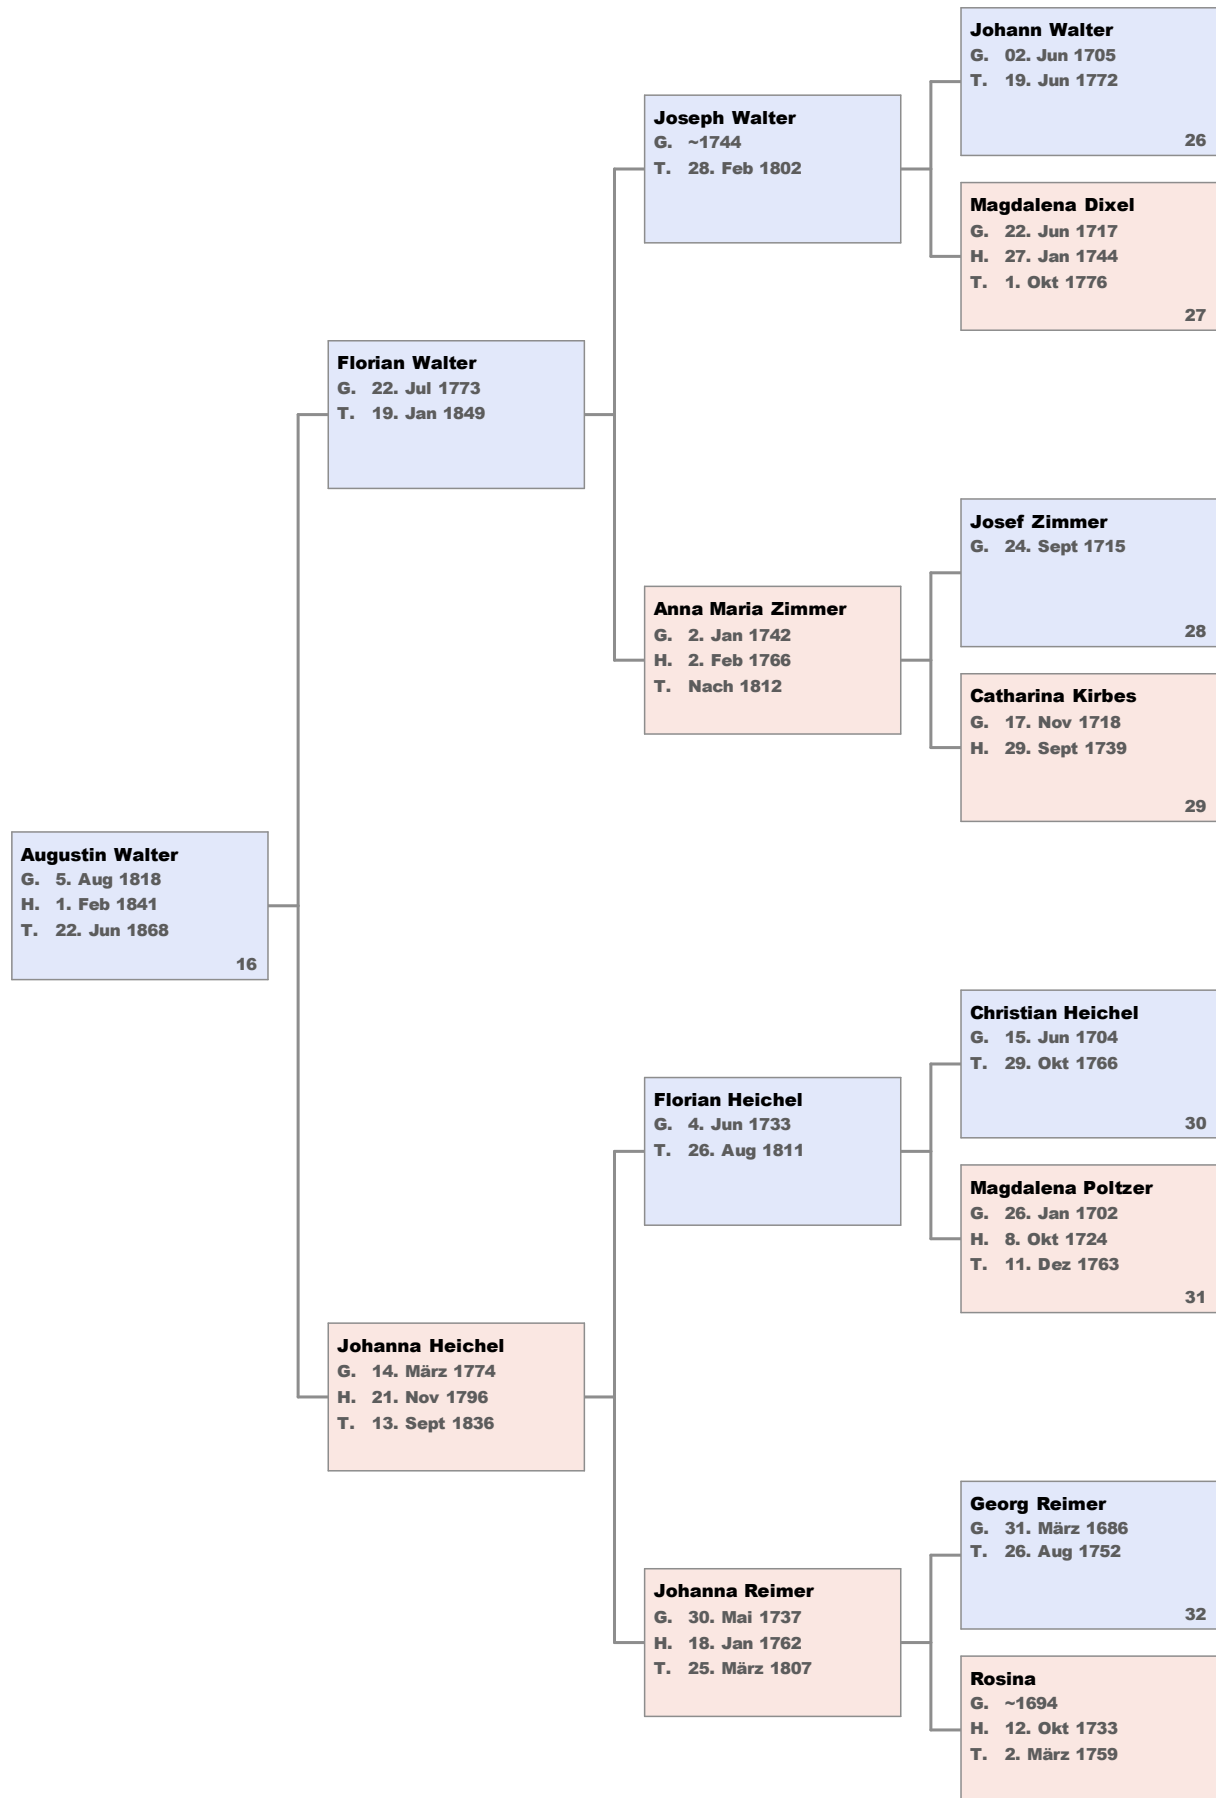 Johann Walter
G. 02. Jun 1705
T. 19. Jun 1772
26
Joseph Walter
G. ~1744
T. 28. Feb 1802
Magdalena Dixel
G. 22. Jun 1717
H. 27. Jan 1744
T. 1. Okt 1776
27
Florian Walter
G. 22. Jul 1773
T. 19. Jan 1849
Josef Zimmer
G. 24. Sept 1715
28
Anna Maria Zimmer
G. 2. Jan 1742
H. 2. Feb 1766
T. Nach 1812
Catharina Kirbes
G. 17. Nov 1718
H. 29. Sept 1739
29
Augustin Walter
G. 5. Aug 1818
H. 1. Feb 1841
T. 22. Jun 1868
16
Christian Heichel
G. 15. Jun 1704
T. 29. Okt 1766
30
Florian Heichel
G. 4. Jun 1733
T. 26. Aug 1811
Magdalena Poltzer
G. 26. Jan 1702
H. 8. Okt 1724
T. 11. Dez 1763
31
Johanna Heichel
G. 14. März 1774
H. 21. Nov 1796
T. 13. Sept 1836
Georg Reimer
G. 31. März 1686
T. 26. Aug 1752
32
Johanna Reimer
G. 30. Mai 1737
H. 18. Jan 1762
T. 25. März 1807
Rosina
G. ~1694
H. 12. Okt 1733
T. 2. März 1759